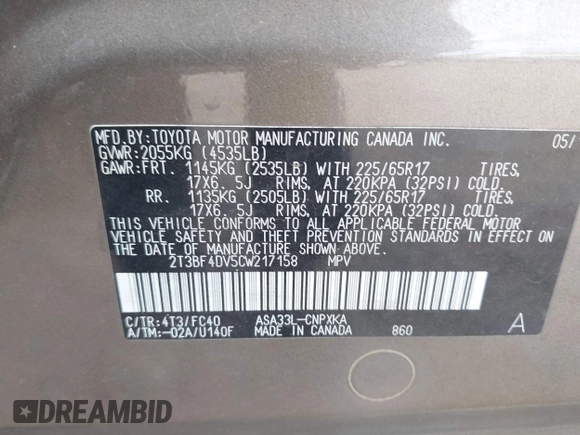 MFD.BY:TOYOTA MOTOR MANUFACTURING CANADA INC. 05/
GVWR:2055KG (4535LB)
GAWR:FRT. 1145KG (2535LB) WITH 225/65R17 TIRES,
17X6.5J RIMS, AT 220KPA (32PSI) COLD.
RR. 1135KG (2505LB) WITH 225/65R17 TIRES,
17X6.5J RIMS, AT 220KPA (32PSI) COLD.
THIS VEHICLE CONFORMS TO ALL APPLICABLE FEDERAL MOTOR
VEHICLE SAFETY AND THEFT PREVENTION STANDARDS IN EFFECT ON
THE DATE OF MANUFACTURE SHOWN ABOVE.
2T3BF4DV5CW217158 MPV
C/TR:4T3/FC40 ASA33L-CNPXKA
A/TM:-02A/U140F MADE IN CANADA 860 A
DREAMBID